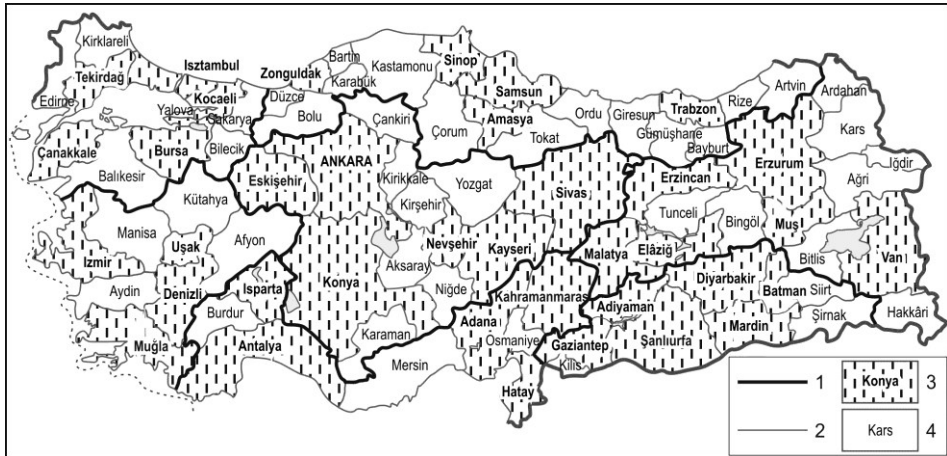 Kirklareli
Tekirdağ
Edirne
Isztambul
Kocaeli
Yalova
Sakarya
Çanakkale
Bursa
Bilecik
Balıkesir
Zonguldak
Bartin
Karabük
Kastamonu
Düzce
Bolu
Çankiri
Sinop
Samsun
Amasya
Çorum
Tokat
Ordu
Giresun
Trabzon
Gümüşhane
Bayburt
Rize
Artvin
Ardahan
Kars
Iğdir
Ağri
Erzurum
Erzincan
Eskişehir
ANKARA
Kirikkale
Kirşehir
Yozgat
Sivas
Kütahya
Manisa
Uşak
Afyon
Izmir
Aydin
Denizli
Muğla
Isparta
Burdur
Antalya
Konya
Aksaray
Nevşehir
Niğde
Kayseri
Karaman
Mersin
Adana
Osmaniye
Kahramanmaraş
Hatay
Malatya
Elâziğ
Tunceli
Bingöl
Muş
Bitlis
Van
Adiyaman
Gaziantep
Kilis
Şanlıurfa
Diyarbakir
Mardin
Batman
Siirt
Şirnak
Hakkâri
1
2
Konya 3
Kars 4